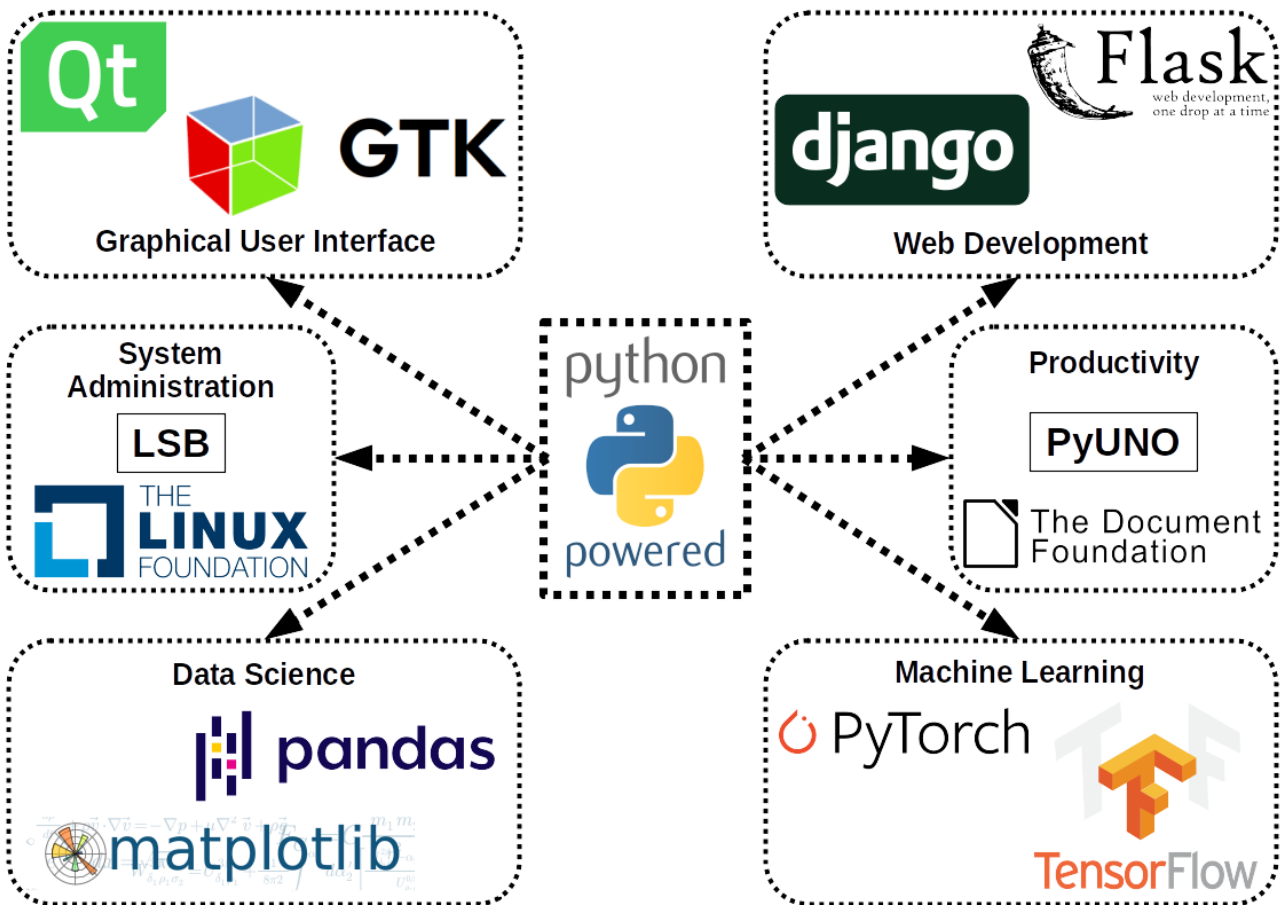 Qt
GTK
Graphical User Interface
Flask
web development,
one drop at a time
django
Web Development
System
Administration
LSB
THE
LINUX
FOUNDATION
python
powered
Productivity
PyUNO
The Document
Foundation
Data Science
pandas
matplotlib
Machine Learning
PyTorch
TensorFlow